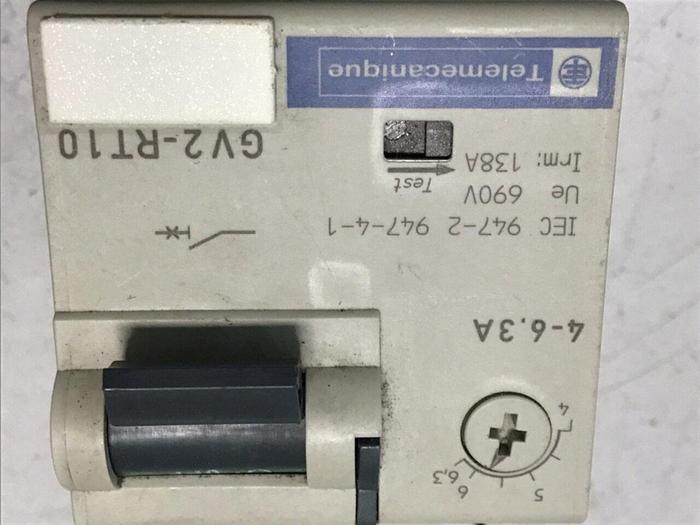 4
5
6
6,3
4-6.3A
IEC 947-2 947-4-1
Ue 690V
Irm: 138A
Test
GV2-RT10
Telemecanique